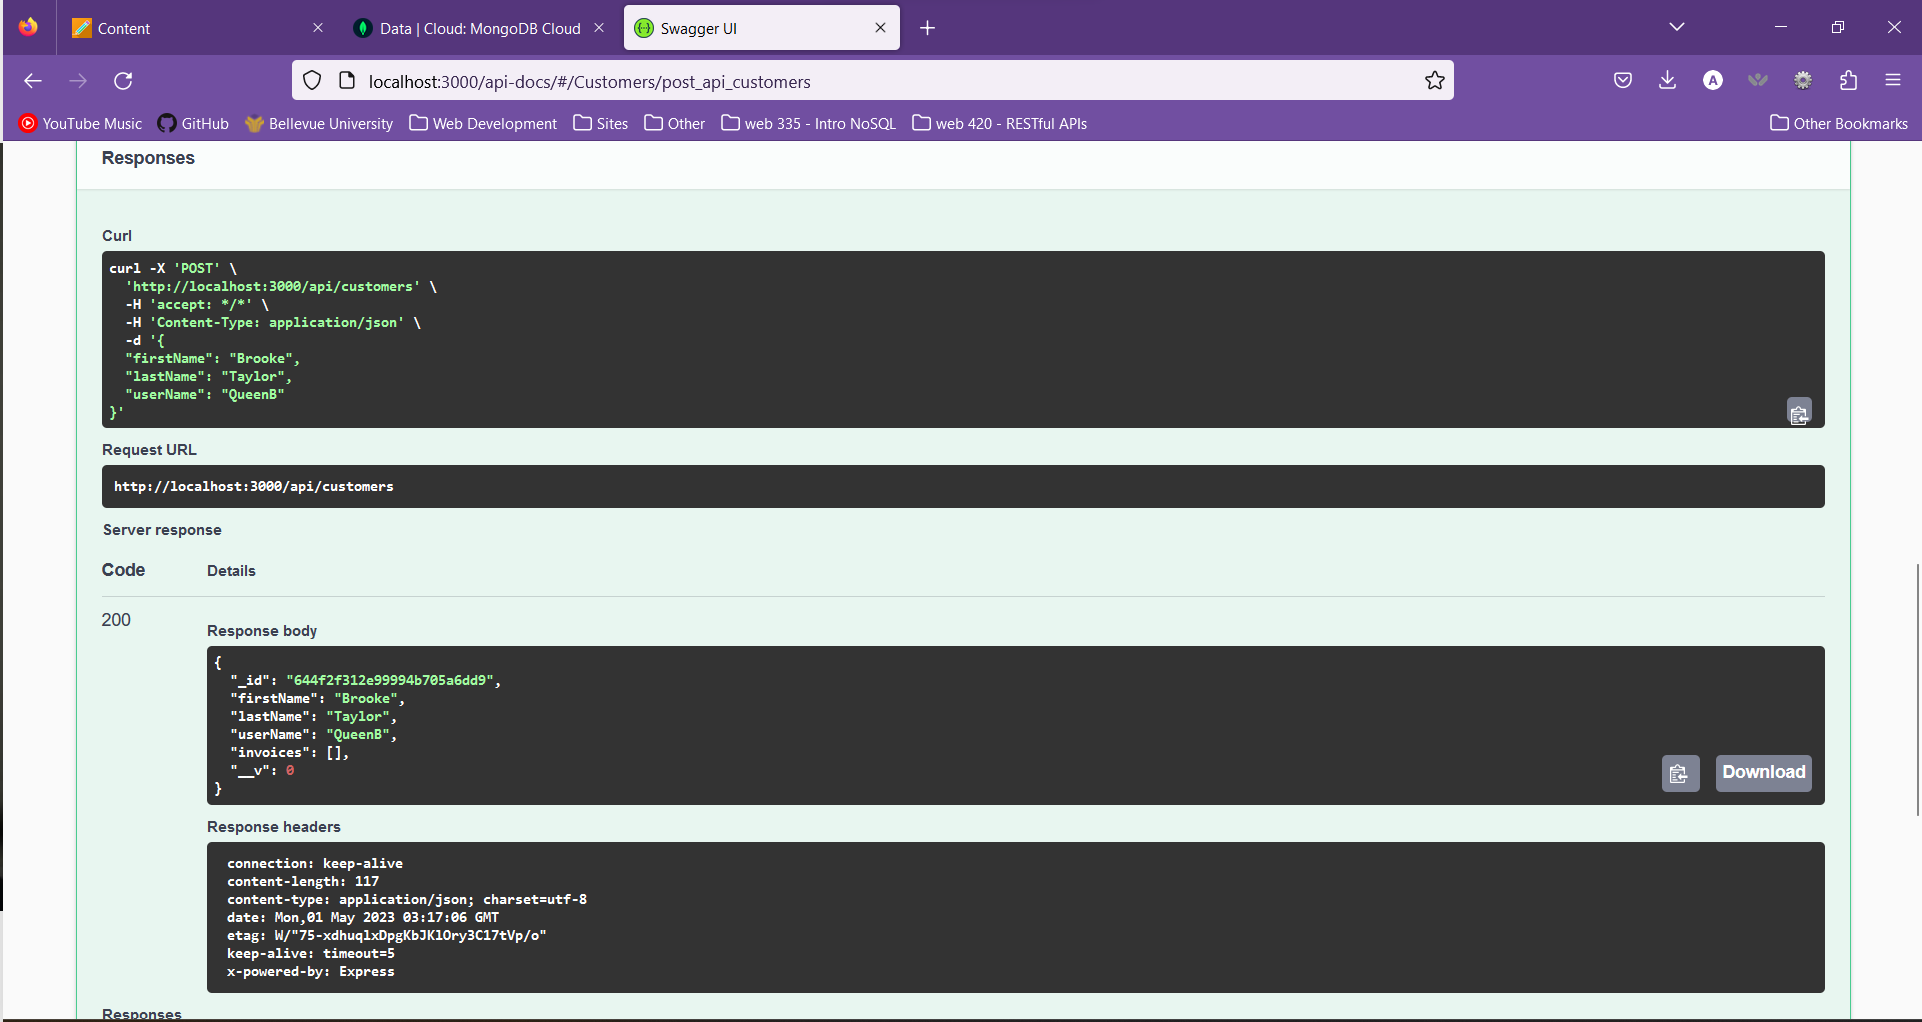 Content
Data | Cloud: MongoDB Cloud
Swagger UI
localhost:3000/api-docs/#/Customers/post_api_customers
A
YouTube Music
GitHub
Bellevue University
Web Development
Sites
Other
web 335 - Intro NoSQL
web 420 - RESTful APIs
Other Bookmarks
Responses
Curl
curl -X 'POST' \
'http://localhost:3000/api/customers' \
-H 'accept: */*' \
-H 'Content-Type: application/json' \
-d '{
"firstName": "Brooke",
"lastName": "Taylor",
"userName": "QueenB"
}'
Request URL
http://localhost:3000/api/customers
Server response
Code Details
200
Response body
{
"_id": "644f2f312e99994b705a6dd9",
"firstName": "Brooke",
"lastName": "Taylor",
"userName": "QueenB",
"invoices": [],
"__v": 0
}
Download
Response headers
connection: keep-alive
content-length: 117
content-type: application/json; charset=utf-8
date: Mon,01 May 2023 03:17:06 GMT
etag: W/"75-xdhuqlxDpgKbJKlOry3C17tVp/o"
keep-alive: timeout=5
x-powered-by: Express
Responses